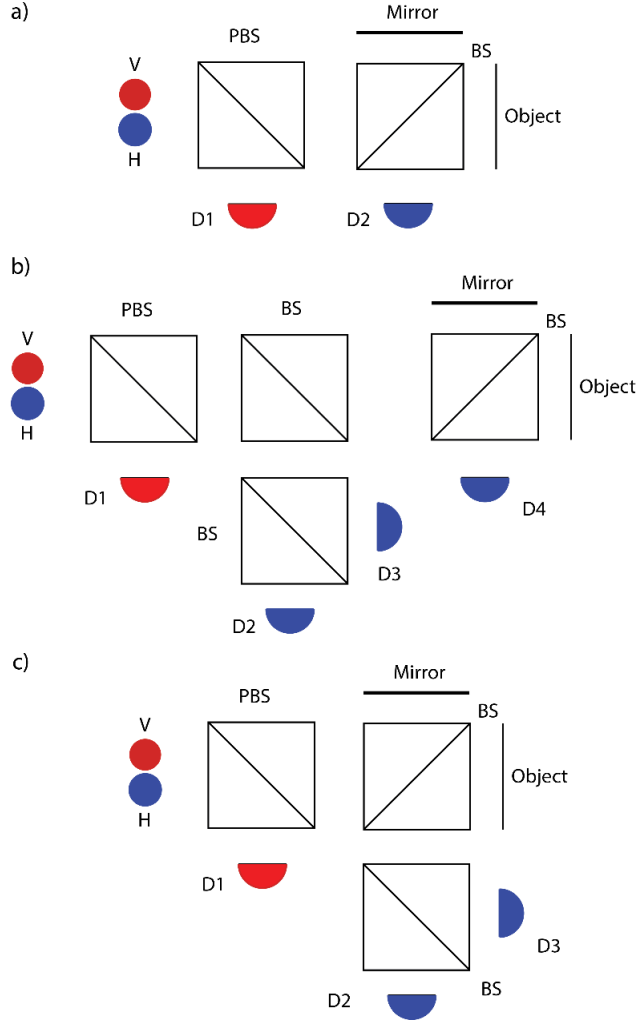 a)
PBS
Mirror
BS
V
H
Object
D1
D2
b)
Mirror
PBS
BS
BS
V
H
Object
D1
D4
BS
D3
D2
c)
Mirror
PBS
BS
V
H
Object
D1
D3
D2
BS